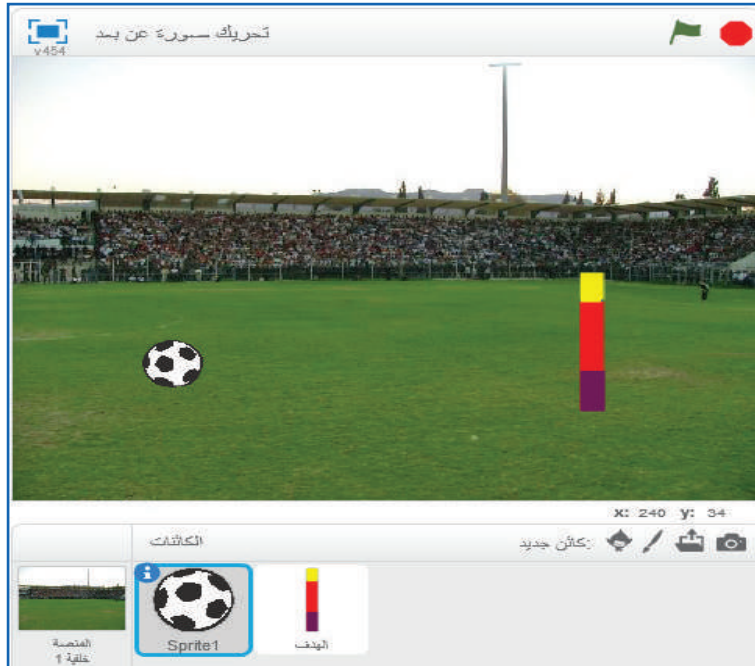 تحريك صورة عن بعد
v454
x: 240 y: 34
الكائنات
كائن جديد:
المنصة
خلفية 1
Sprite1
الهدف